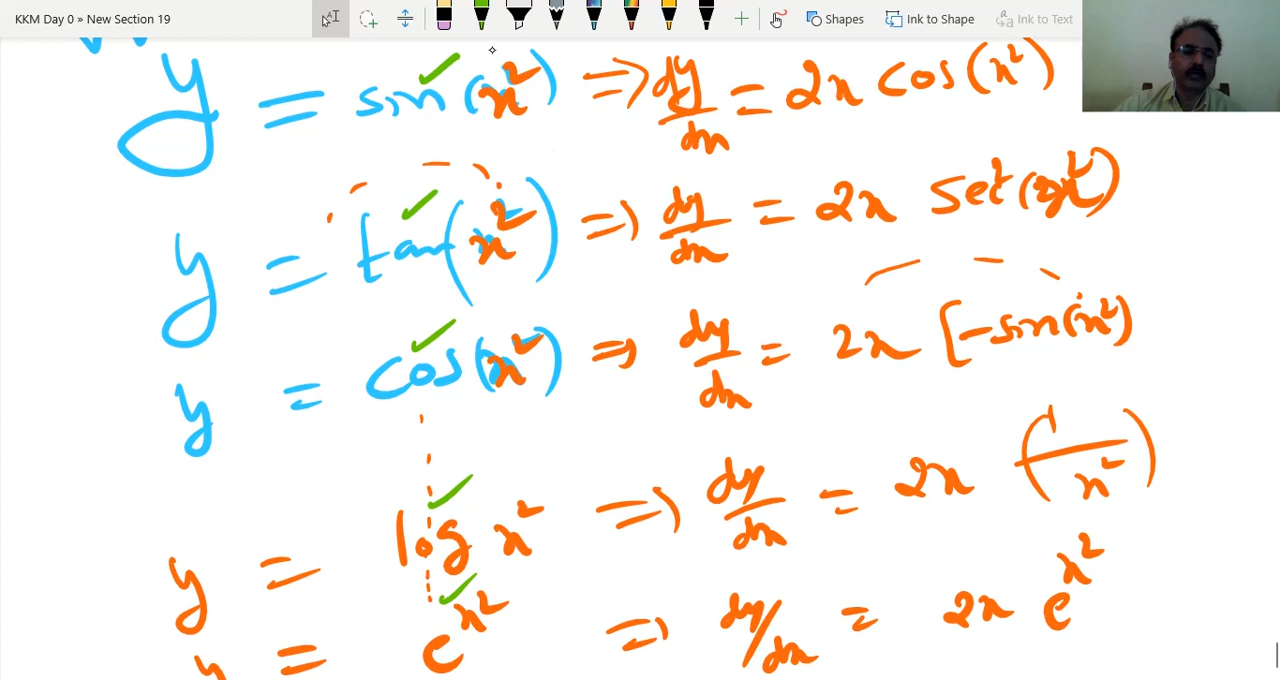 KKM Day 0 » New Section 19
Shapes
Ink to Shape
Ink to Text
y = sin(x²) ⇒ dy/dx = 2x cos(x²)
y = tan(x²) ⇒ dy/dx = 2x sec²(x²)
y = cos(x²) ⇒ dy/dx = 2x [-sin(x²)
y = log x² ⇒ dy/dx = 2x (1/x²)
y = e^x² ⇒ dy/dx = 2x e^x²